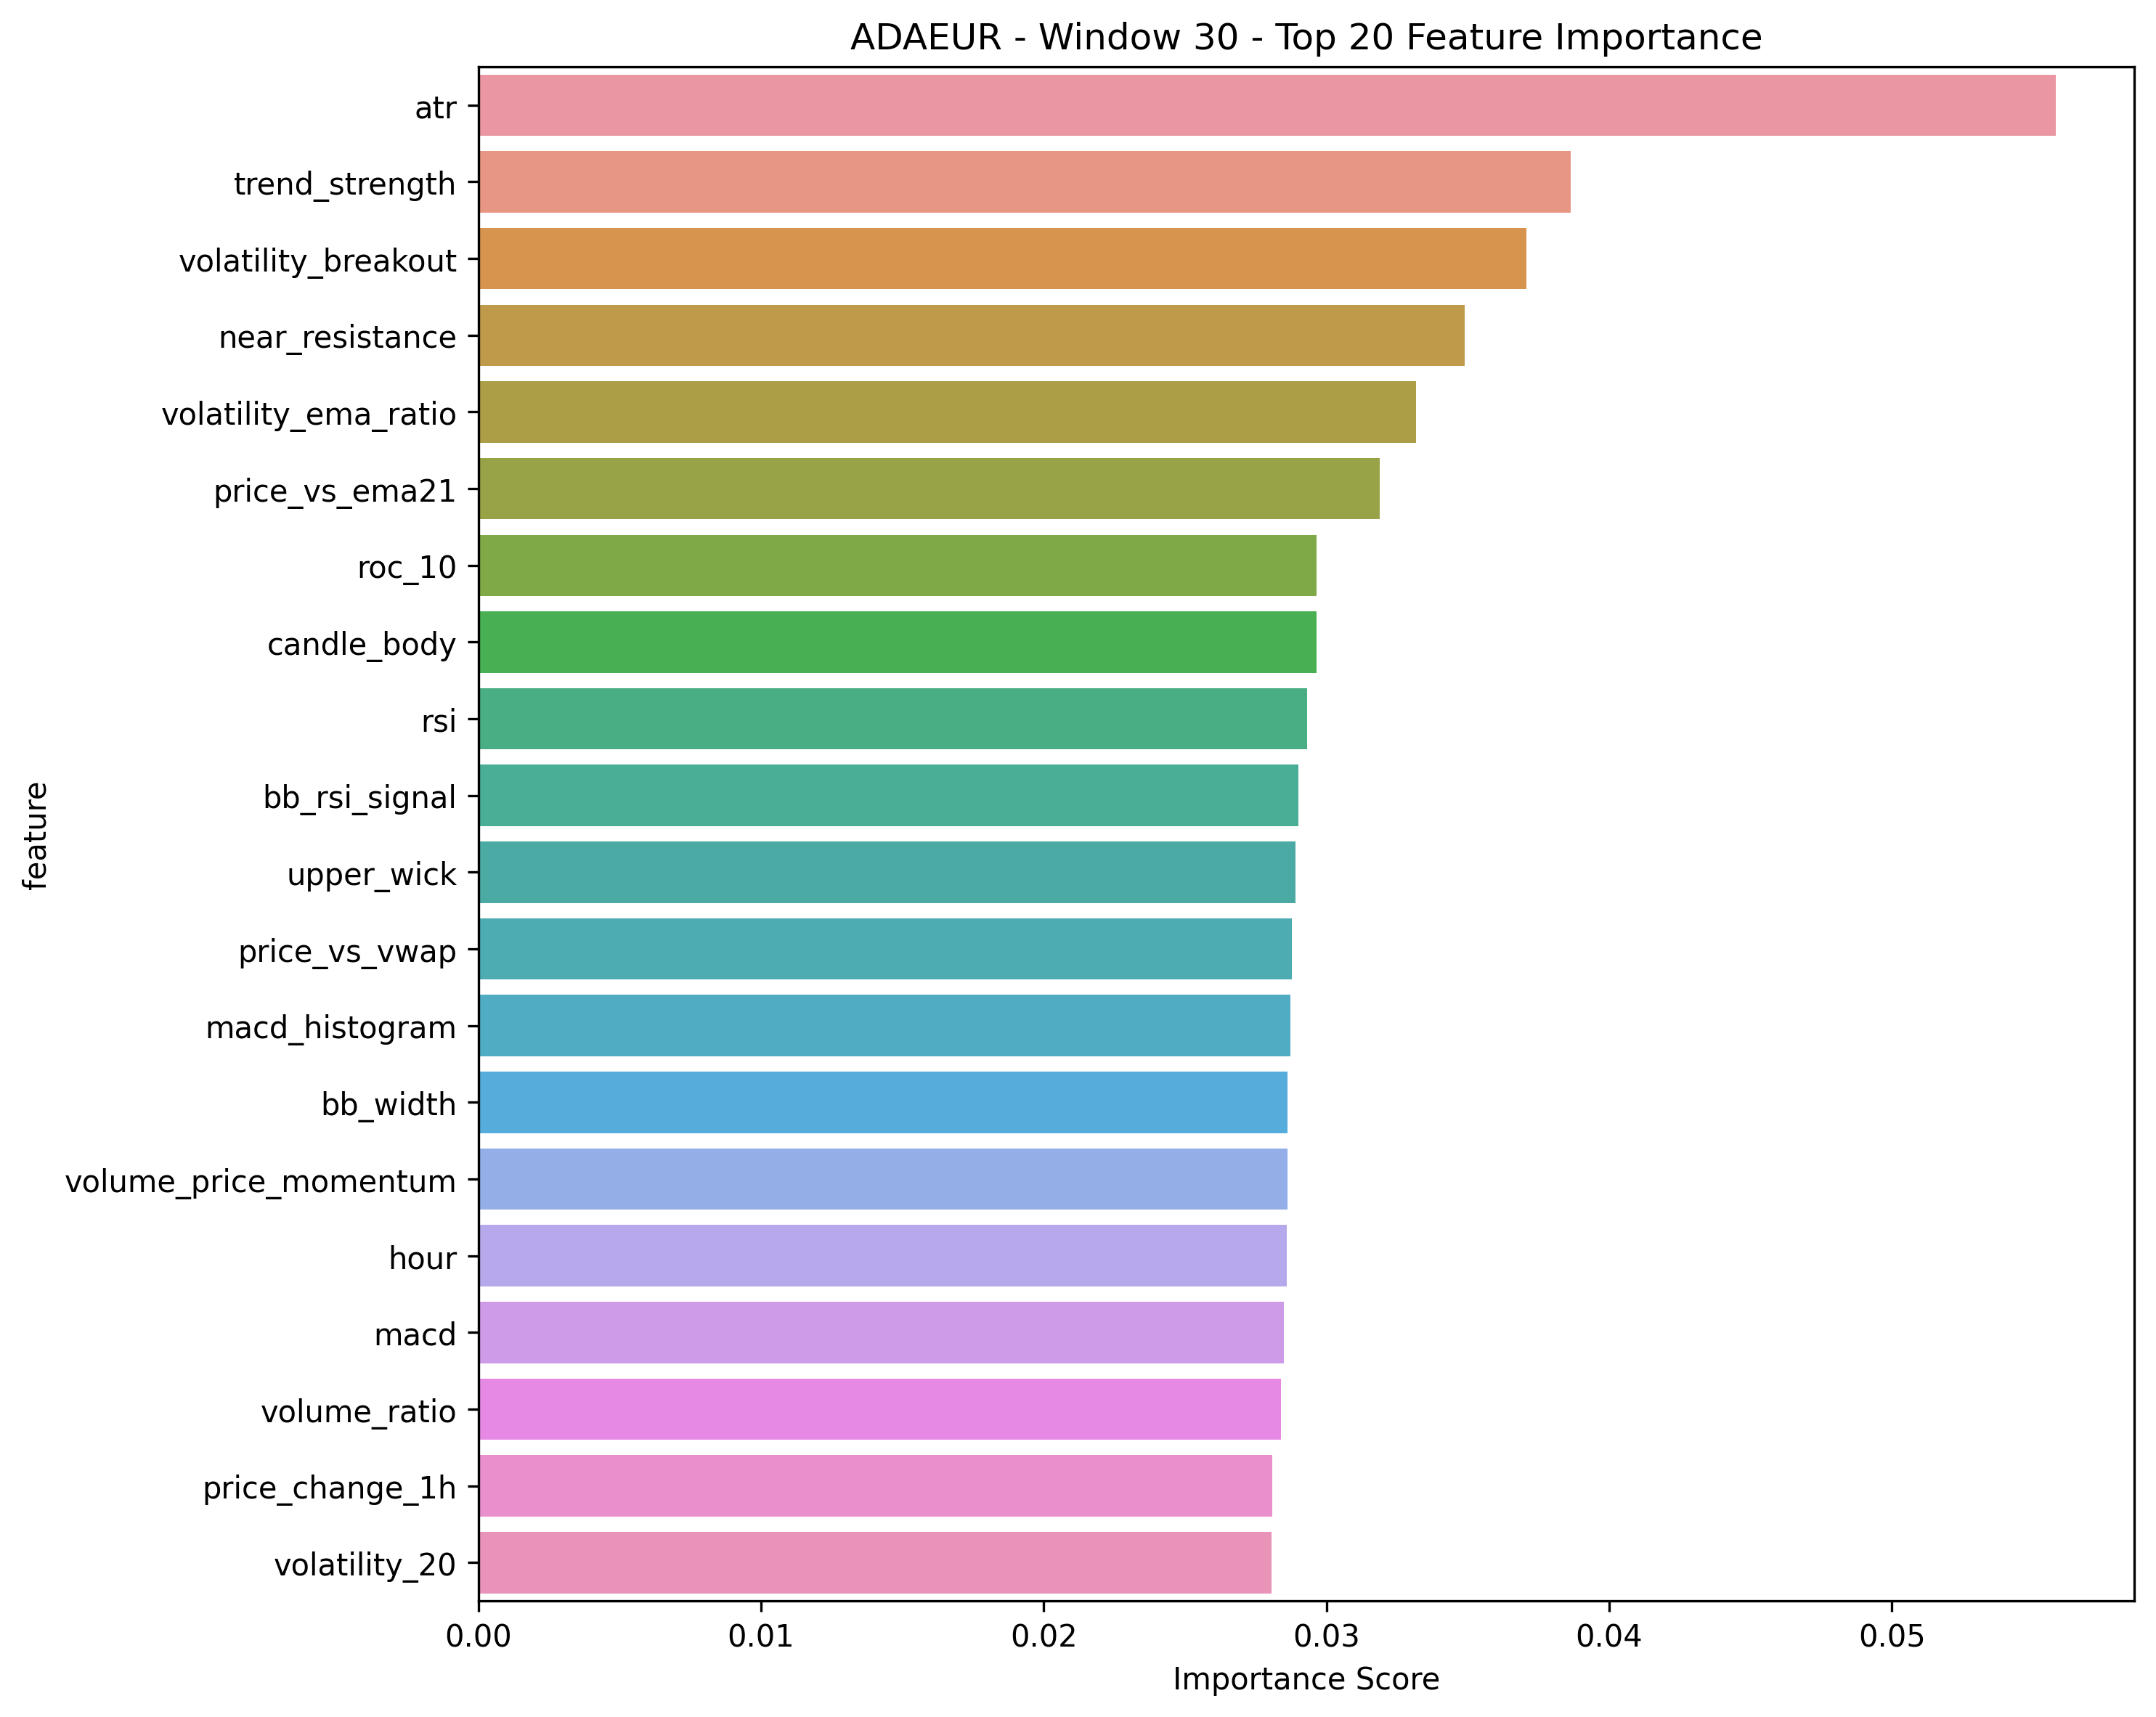 ADAEUR - Window 30 - Top 20 Feature Importance
atr
trend_strength
volatility_breakout
near_resistance
volatility_ema_ratio
price_vs_ema21
roc_10
candle_body
rsi
bb_rsi_signal
upper_wick
price_vs_vwap
macd_histogram
bb_width
volume_price_momentum
hour
macd
volume_ratio
price_change_1h
volatility_20
feature
0.00 0.01 0.02 0.03 0.04 0.05
Importance Score